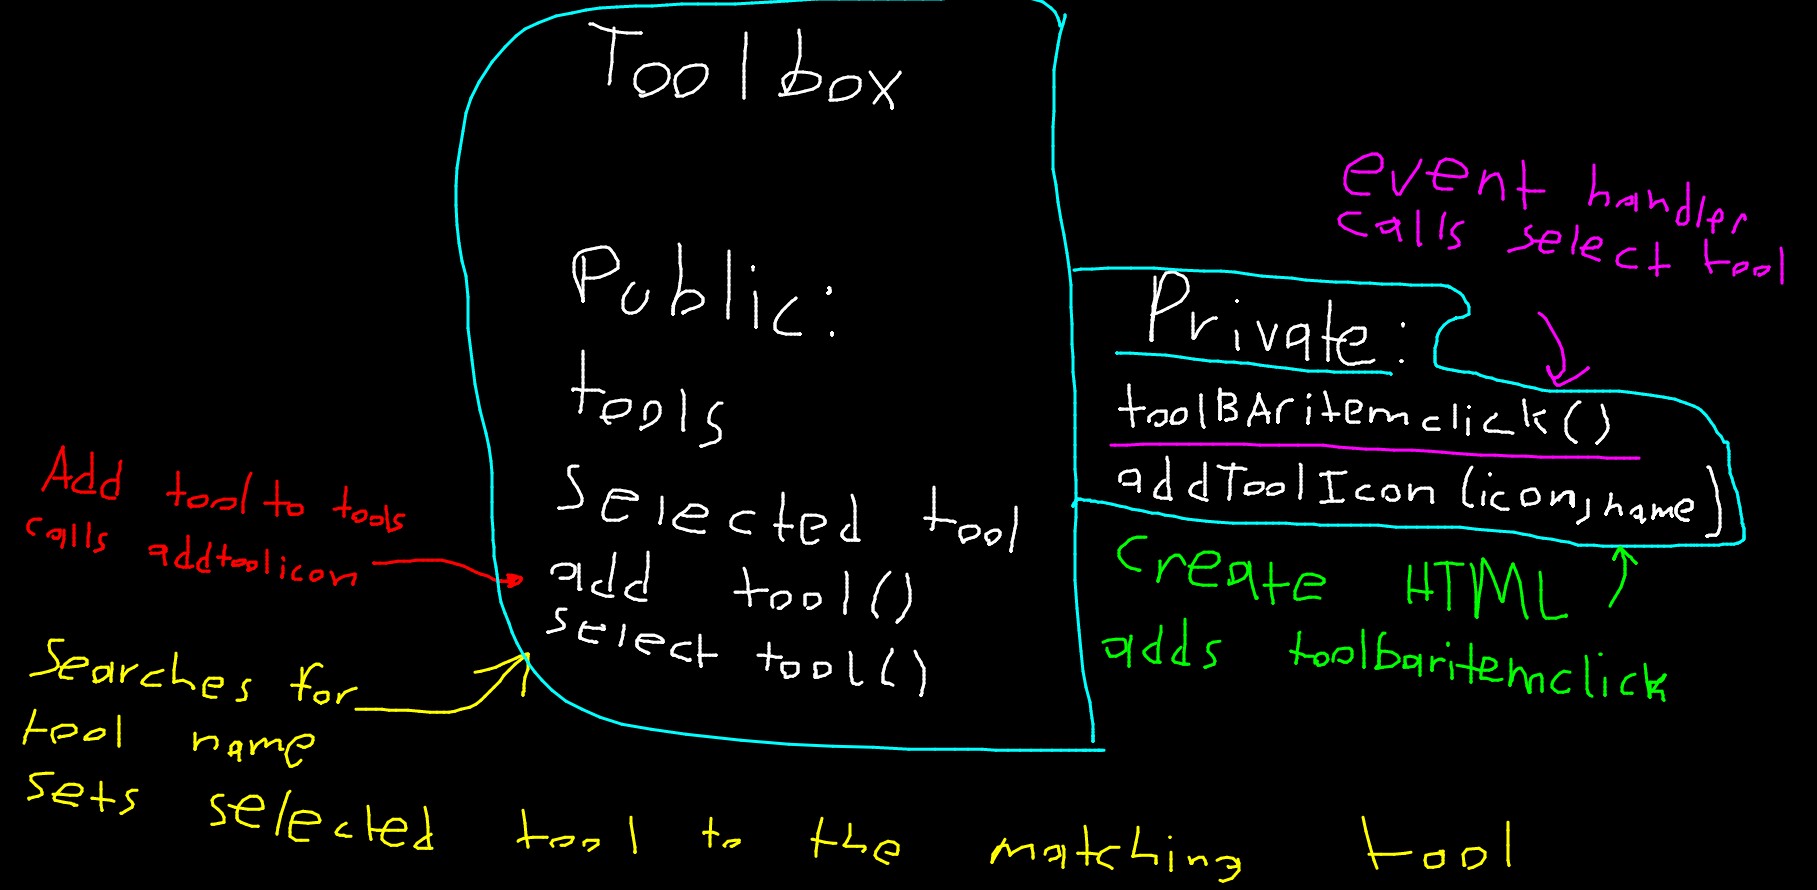 Toolbox
Public:
tools
Selected tool
add tool()
select tool()
Private:
toolBAritemclick()
addToolIcon(icon,name)
event handler
calls select tool
Add tool to tools
calls addtoolicon
Searches for
tool name
sets selected tool to the matching tool
Create HTML
adds toolbaritemclick